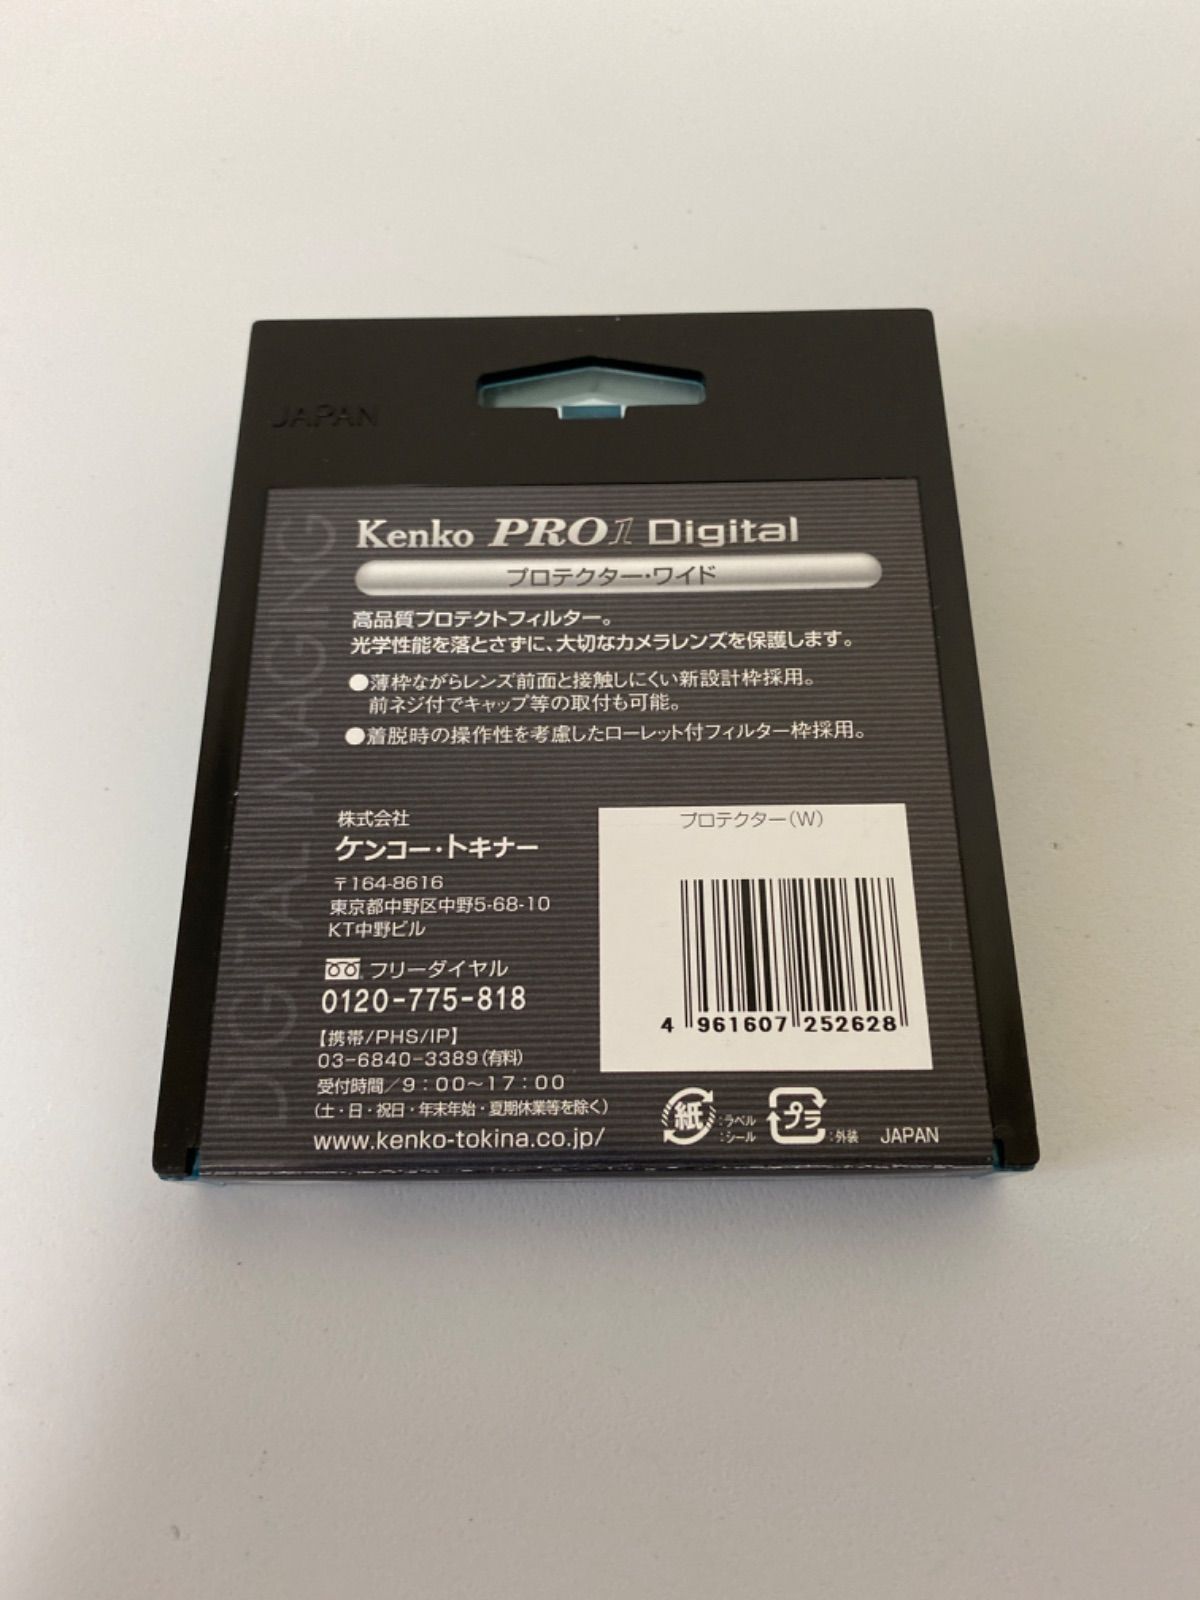 JAPAN
DIGITAL IMAGING
Kenko PRO1 Digital
プロテクター・ワイド
高品質プロテクトフィルター。
光学性能を落とさずに、大切なカメラレンズを保護します。
●薄枠ながらレンズ前面と接触しにくい新設計枠採用。
前ネジ付でキャップ等の取付も可能。
●着脱時の操作性を考慮したローレット付フィルター枠採用。
株式会社
ケンコー・トキナー
〒164-8616
東京都中野区中野5-68-10
KT中野ビル
フリーダイヤル
0120-775-818
【携帯/PHS/IP】
03-6840-3389(有料)
受付時間/9:00~17:00
(土・日・祝日・年末年始・夏期休業等を除く)
www.kenko-tokina.co.jp/
プロテクター(W)
4 961607 252628
紙 :ラベル
:シール
プラ :外装
JAPAN